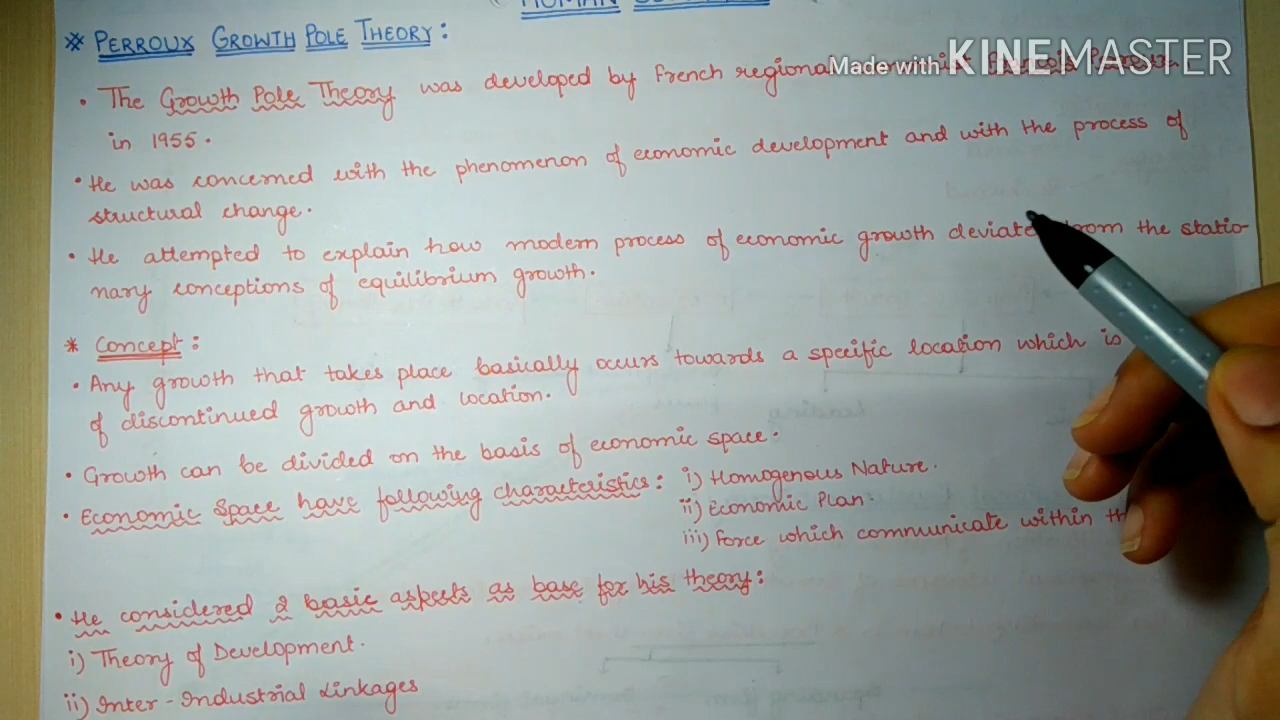 HUMAN
* PERROUX GROWTH POLE THEORY:
Made with KINEMASTER
• The Growth Pole Theory was developed by French regional
in 1955.
• He was concerned with the phenomenon of economic development and with the process of
structural change.
• He attempted to explain how modern process of economic growth deviate from the statio-
nary conceptions of equilibrium growth.
* Concept:
• Any growth that takes place basically occurs towards a specific location which is
of discontinued growth and location.
• Growth can be divided on the basis of economic space.
• Economic Space have following characteristics: i) Homogenous Nature.
ii) Economic Plan.
iii) Force which communicate within
• He considered 2 basic aspects as base for his theory:
i) Theory of Development.
ii) Inter-Industrial Linkages